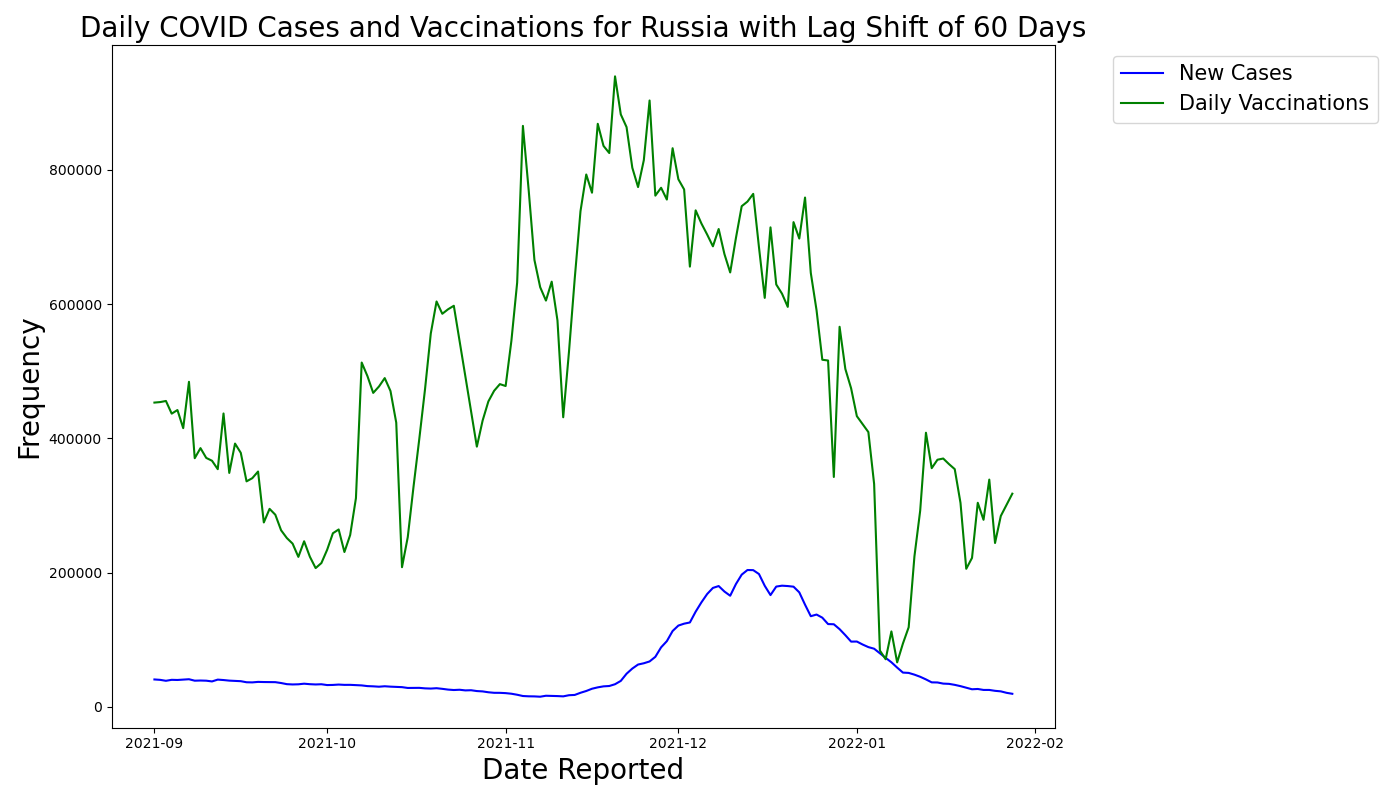 Daily COVID Cases and Vaccinations for Russia with Lag Shift of 60 Days
New Cases
Daily Vaccinations
Frequency
800000
600000
400000
200000
0
2021-09
2021-10
2021-11
2021-12
2022-01
2022-02
Date Reported